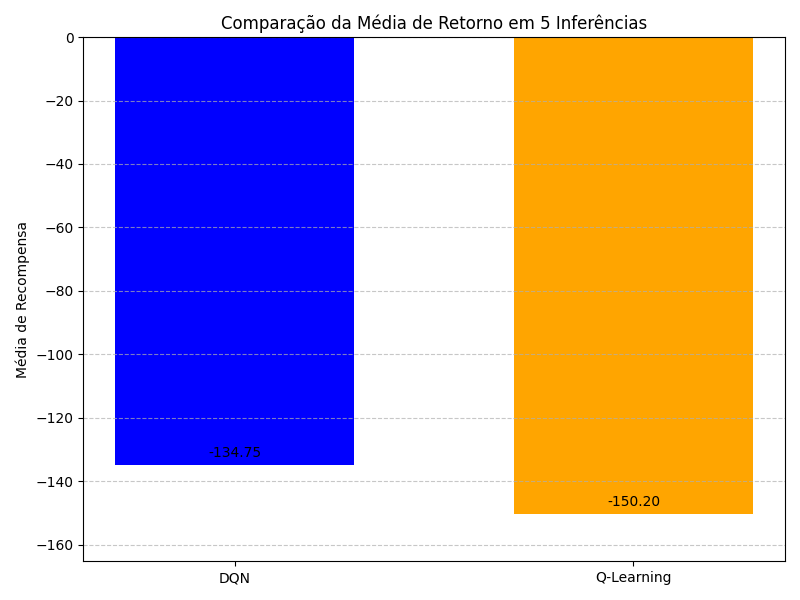 Comparação da Média de Retorno em 5 Inferências
Média de Recompensa
0
−20
−40
−60
−80
−100
−120
−140
−160
-134.75
-150.20
DQN
Q-Learning